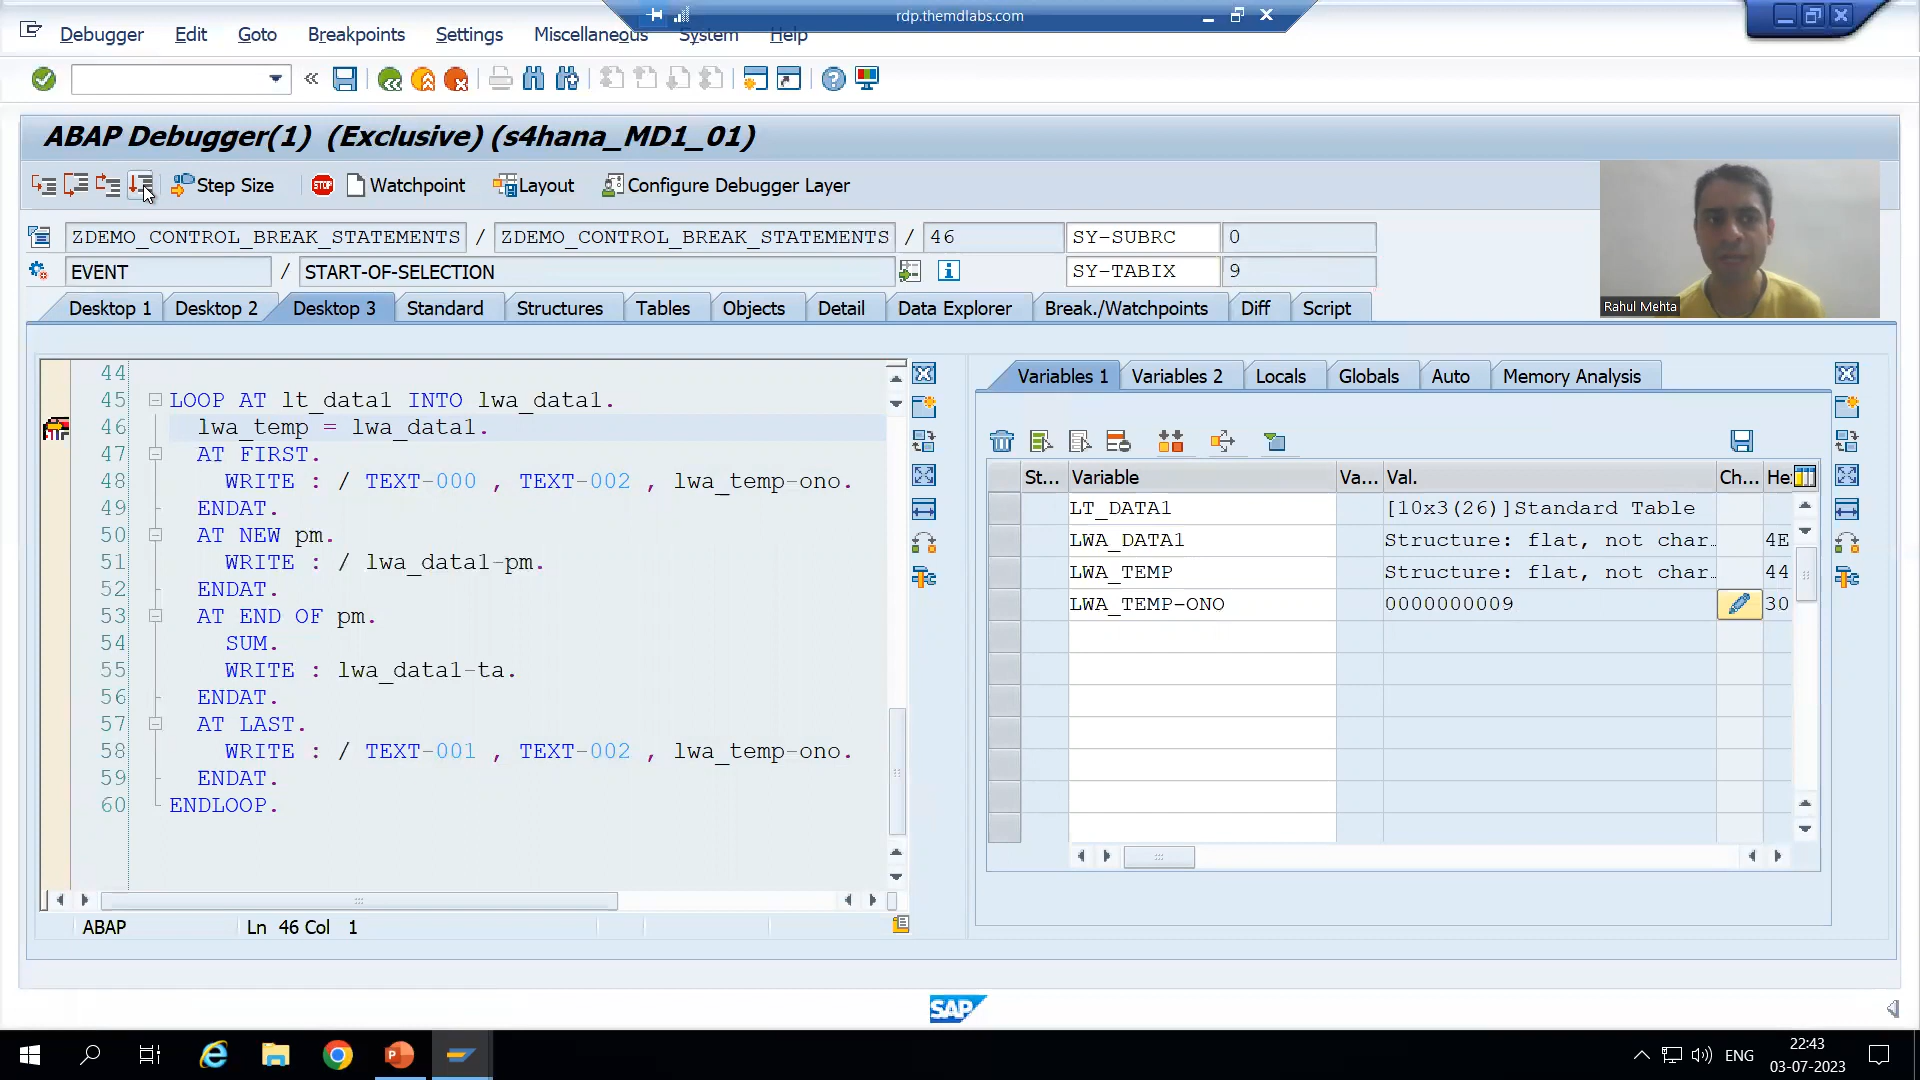 rdp.themdlabs.com
Debugger Edit Goto Breakpoints Settings Miscellaneous System Help
ABAP Debugger(1) (Exclusive) (s4hana_MD1_01)
Step Size STOP Watchpoint Layout Configure Debugger Layer
ZDEMO_CONTROL_BREAK_STATEMENTS / ZDEMO_CONTROL_BREAK_STATEMENTS / 46 SY-SUBRC 0
EVENT / START-OF-SELECTION SY-TABIX 9
Rahul Mehta
Desktop 1 Desktop 2 Desktop 3 Standard Structures Tables Objects Detail Data Explorer Break./Watchpoints Diff Script
44
45 LOOP AT lt_data1 INTO lwa_data1.
46 lwa_temp = lwa_data1.
47 AT FIRST.
48 WRITE : / TEXT-000 , TEXT-002 , lwa_temp-ono.
49 ENDAT.
50 AT NEW pm.
51 WRITE : / lwa_data1-pm.
52 ENDAT.
53 AT END OF pm.
54 SUM.
55 WRITE : lwa_data1-ta.
56 ENDAT.
57 AT LAST.
58 WRITE : / TEXT-001 , TEXT-002 , lwa_temp-ono.
59 ENDAT.
60 ENDLOOP.
ABAP Ln 46 Col 1
Variables 1 Variables 2 Locals Globals Auto Memory Analysis
St... Variable Va... Val. Ch... Hex
LT_DATA1 [10x3(26)]Standard Table
LWA_DATA1 Structure: flat, not char… 4E
LWA_TEMP Structure: flat, not char… 44
LWA_TEMP-ONO 0000000009 30
SAP
ENG
22:43
03-07-2023